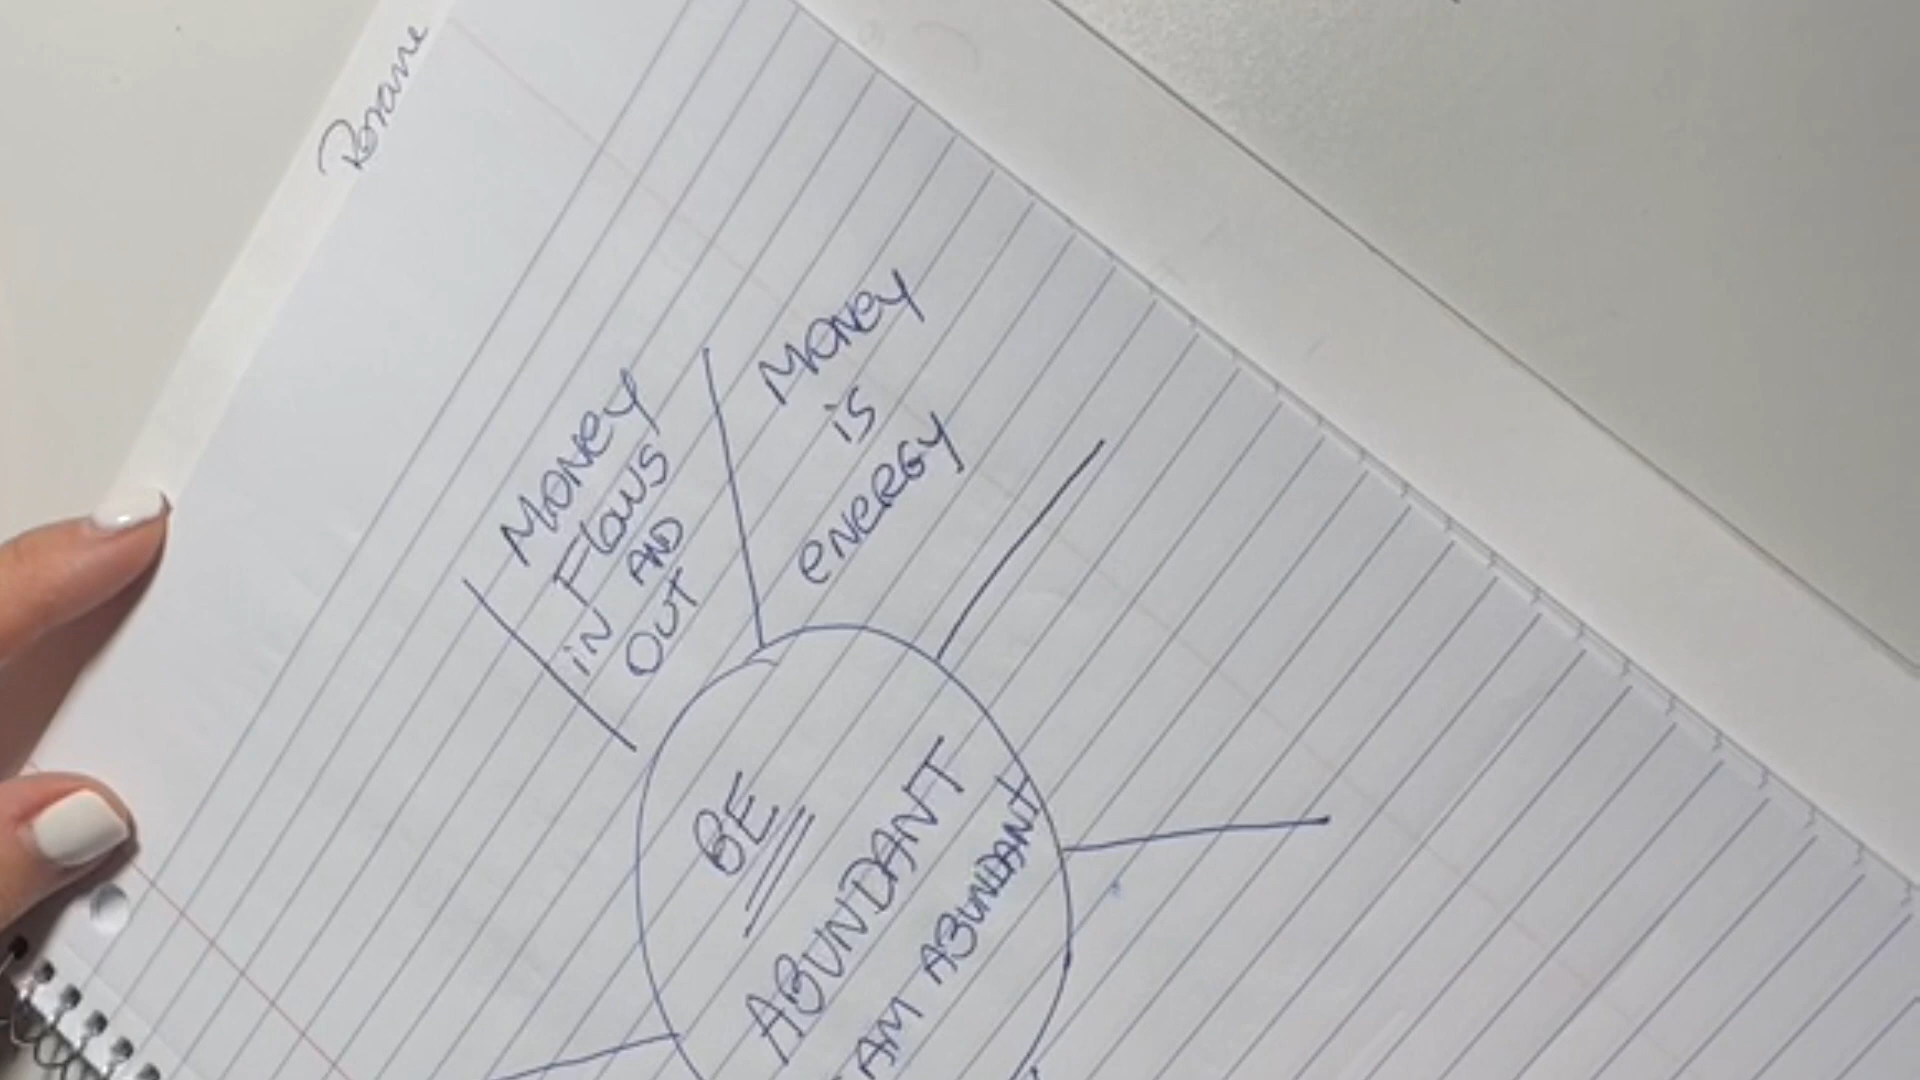 Roxane
MONEY
FLOWS
iN AND
OUT
MONEY
is
ENERGY
BE
ABUNDANT
AM ABUNDANT